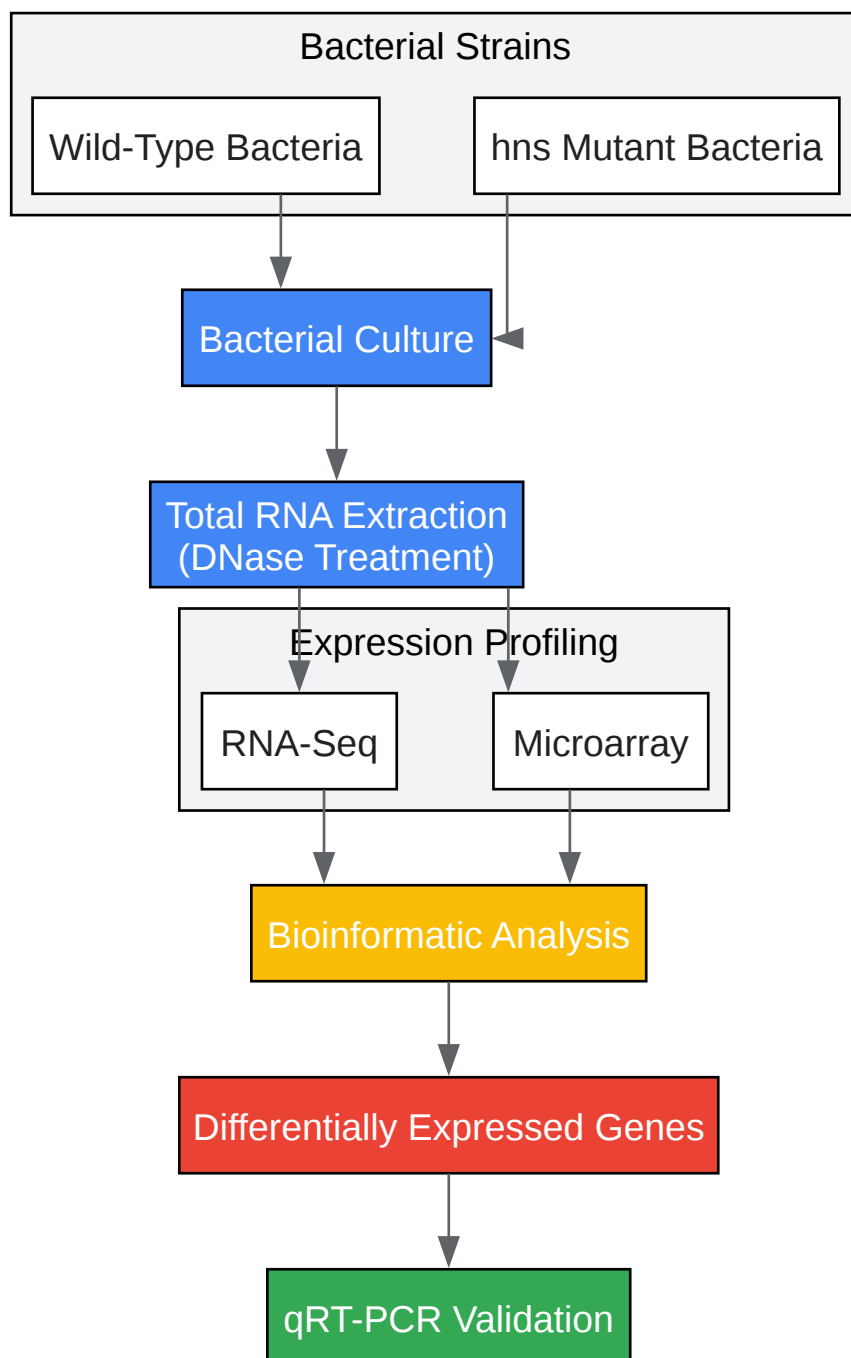 Bacterial Strains
Wild-Type Bacteria
hns Mutant Bacteria
Bacterial Culture
Total RNA Extraction
(DNase Treatment)
Expression Profiling
RNA-Seq
Microarray
Bioinformatic Analysis
Differentially Expressed Genes
qRT-PCR Validation